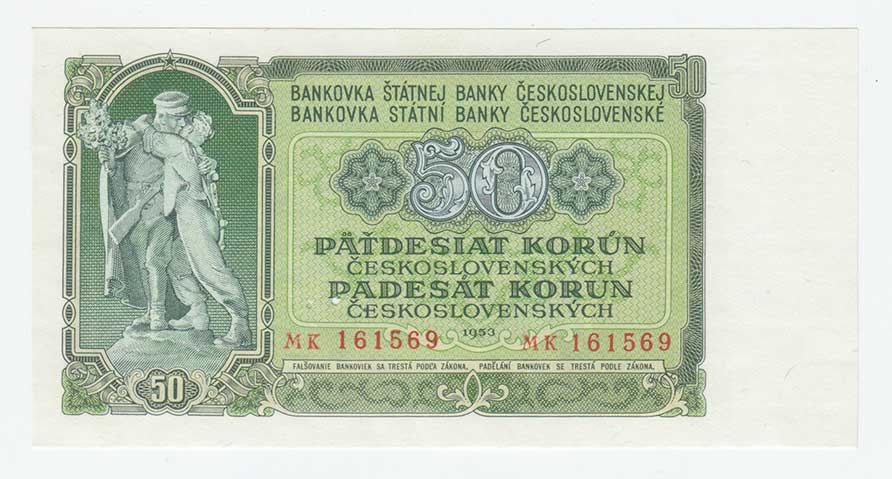 BANKOVKA ŠTÁTNEJ BANKY ČESKOSLOVENSKEJ
BANKOVKA STÁTNÍ BANKY ČESKOSLOVENSKÉ
50
50
PÄŤDESIAT KORÚN
ČESKOSLOVENSKÝCH
PADESÁT KORUN
ČESKOSLOVENSKÝCH
1953
MK 161569 MK 161569
FALŠOVANIE BANKOVIEK SA TRESTÁ PODĽA ZÁKONA. PADĚLÁNÍ BANKOVEK SE TRESTÁ PODLE ZÁKONA.
50